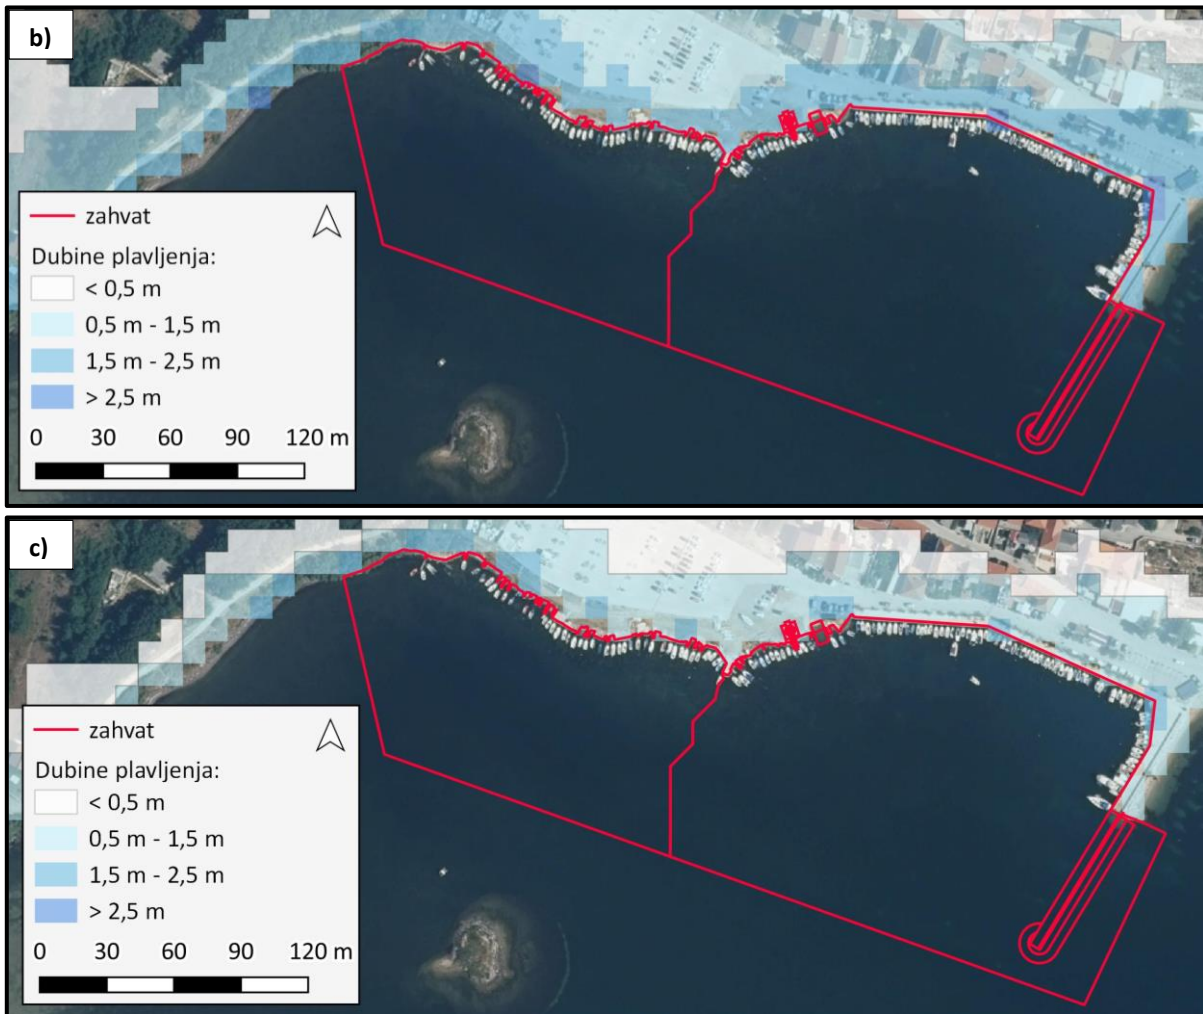 b)
zahvat
Dubine plavljenja:
< 0,5 m
0,5 m - 1,5 m
1,5 m - 2,5 m
> 2,5 m
0 30 60 90 120 m
c)
zahvat
Dubine plavljenja:
< 0,5 m
0,5 m - 1,5 m
1,5 m - 2,5 m
> 2,5 m
0 30 60 90 120 m